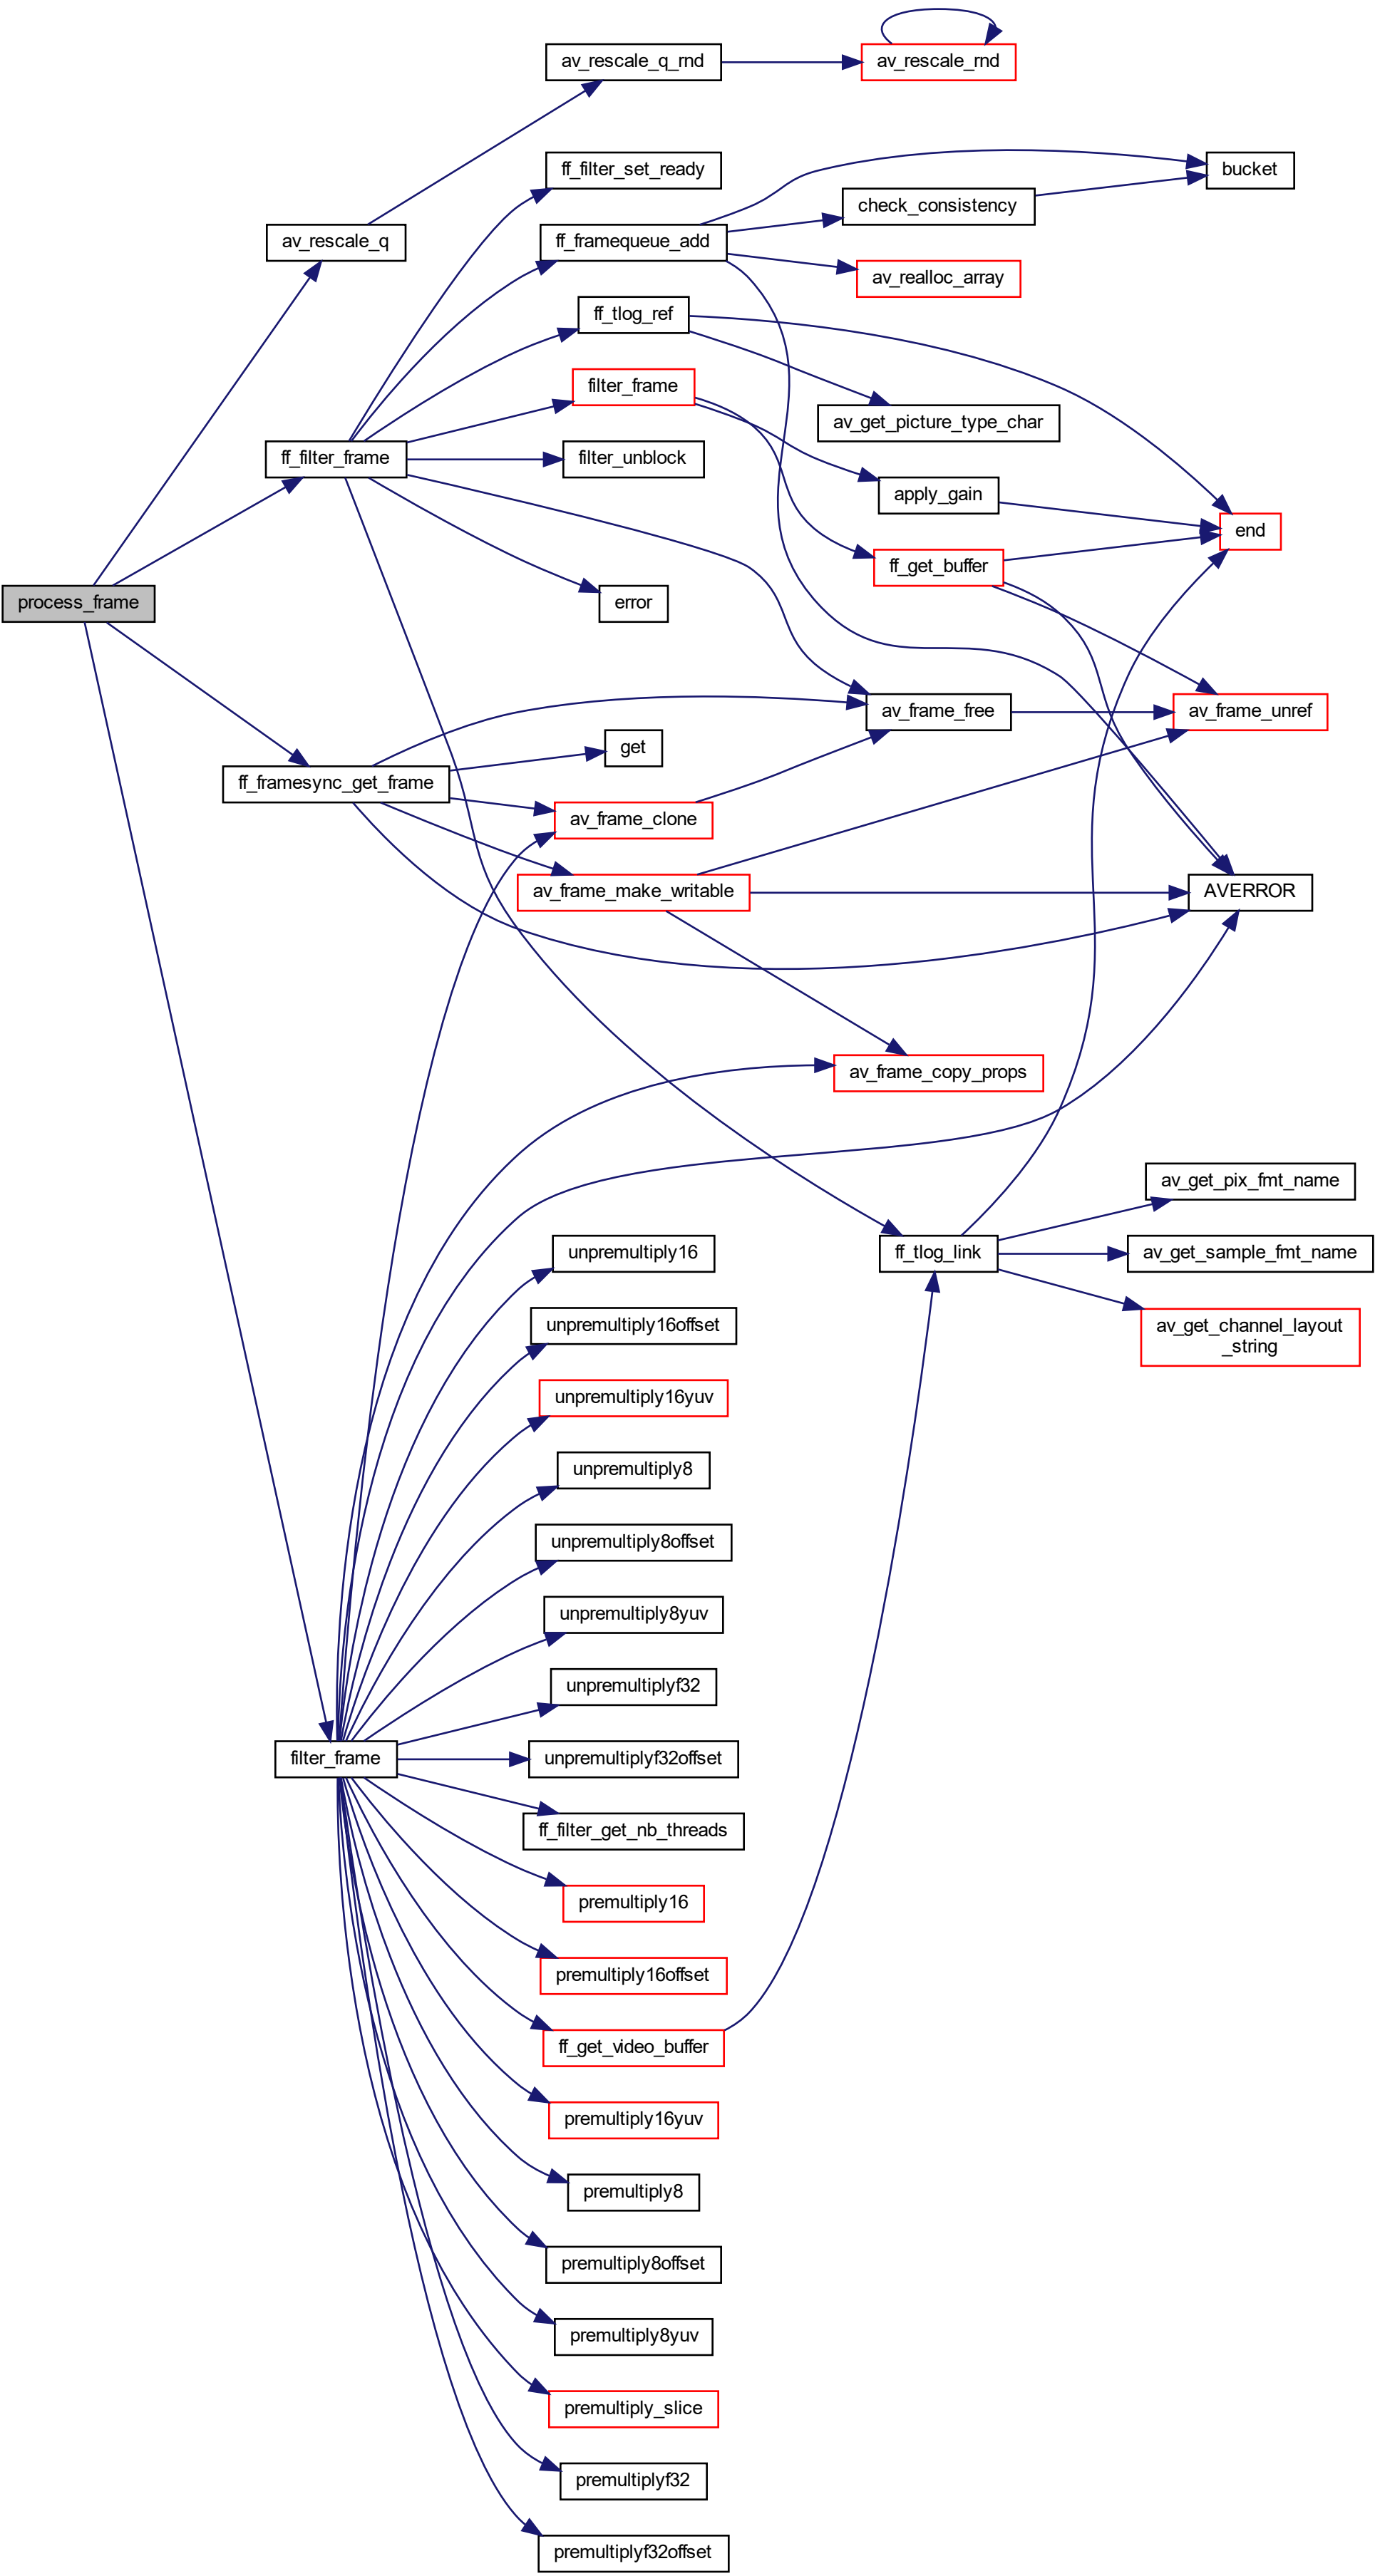 av_rescale_q_rnd
av_rescale_rnd
ff_filter_set_ready
bucket
check_consistency
av_rescale_q
ff_framequeue_add
av_realloc_array
ff_tlog_ref
filter_frame
av_get_picture_type_char
ff_filter_frame
filter_unblock
apply_gain
end
ff_get_buffer
process_frame
error
av_frame_free
av_frame_unref
get
ff_framesync_get_frame
av_frame_clone
av_frame_make_writable
AVERROR
av_frame_copy_props
av_get_pix_fmt_name
unpremultiply16
ff_tlog_link
av_get_sample_fmt_name
unpremultiply16offset
av_get_channel_layout
_string
unpremultiply16yuv
unpremultiply8
unpremultiply8offset
unpremultiply8yuv
unpremultiplyf32
filter_frame
unpremultiplyf32offset
ff_filter_get_nb_threads
premultiply16
premultiply16offset
ff_get_video_buffer
premultiply16yuv
premultiply8
premultiply8offset
premultiply8yuv
premultiply_slice
premultiplyf32
premultiplyf32offset